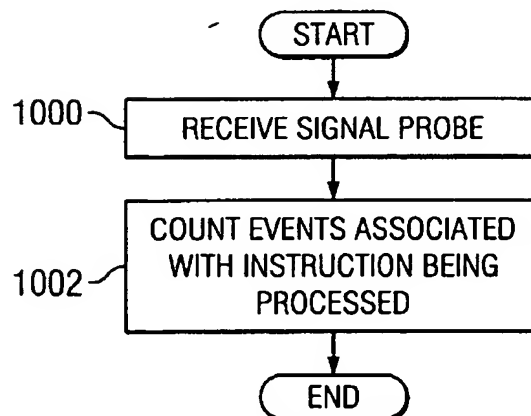 START
1000
RECEIVE SIGNAL PROBE
1002
COUNT EVENTS ASSOCIATED
WITH INSTRUCTION BEING
PROCESSED
END